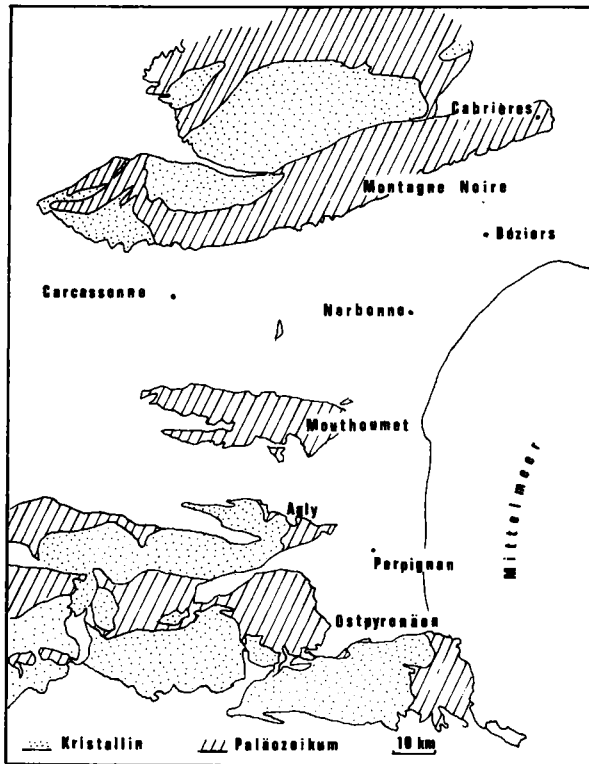 Cabrières
Montagne Noire
Béziers
Carcassonne
Narbonne
Mouthoumet
Mittelmeer
Agly
Perpignan
Ostpyrenäen
Kristallin
Paläozoikum
10 km